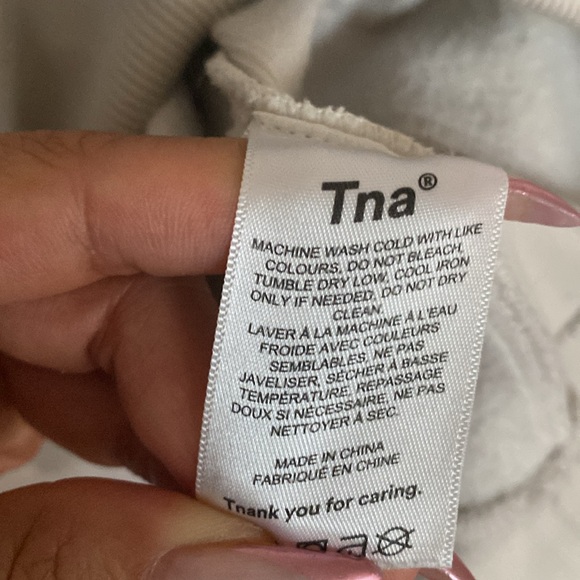 Tna®
MACHINE WASH COLD WITH LIKE
COLOURS, DO NOT BLEACH,
TUMBLE DRY LOW, COOL IRON
ONLY IF NEEDED, DO NOT DRY
CLEAN
LAVER À LA MACHINE À L'EAU
FROIDE AVEC COULEURS
SEMBLABLES, NE PAS
JAVELISER, SÉCHER À BASSE
TEMPÉRATURE, REPASSAGE
DOUX SI NÉCESSAIRE, NE PAS
NETTOYER À SEC.
MADE IN CHINA
FABRIQUÉ EN CHINE
Tnank you for caring.